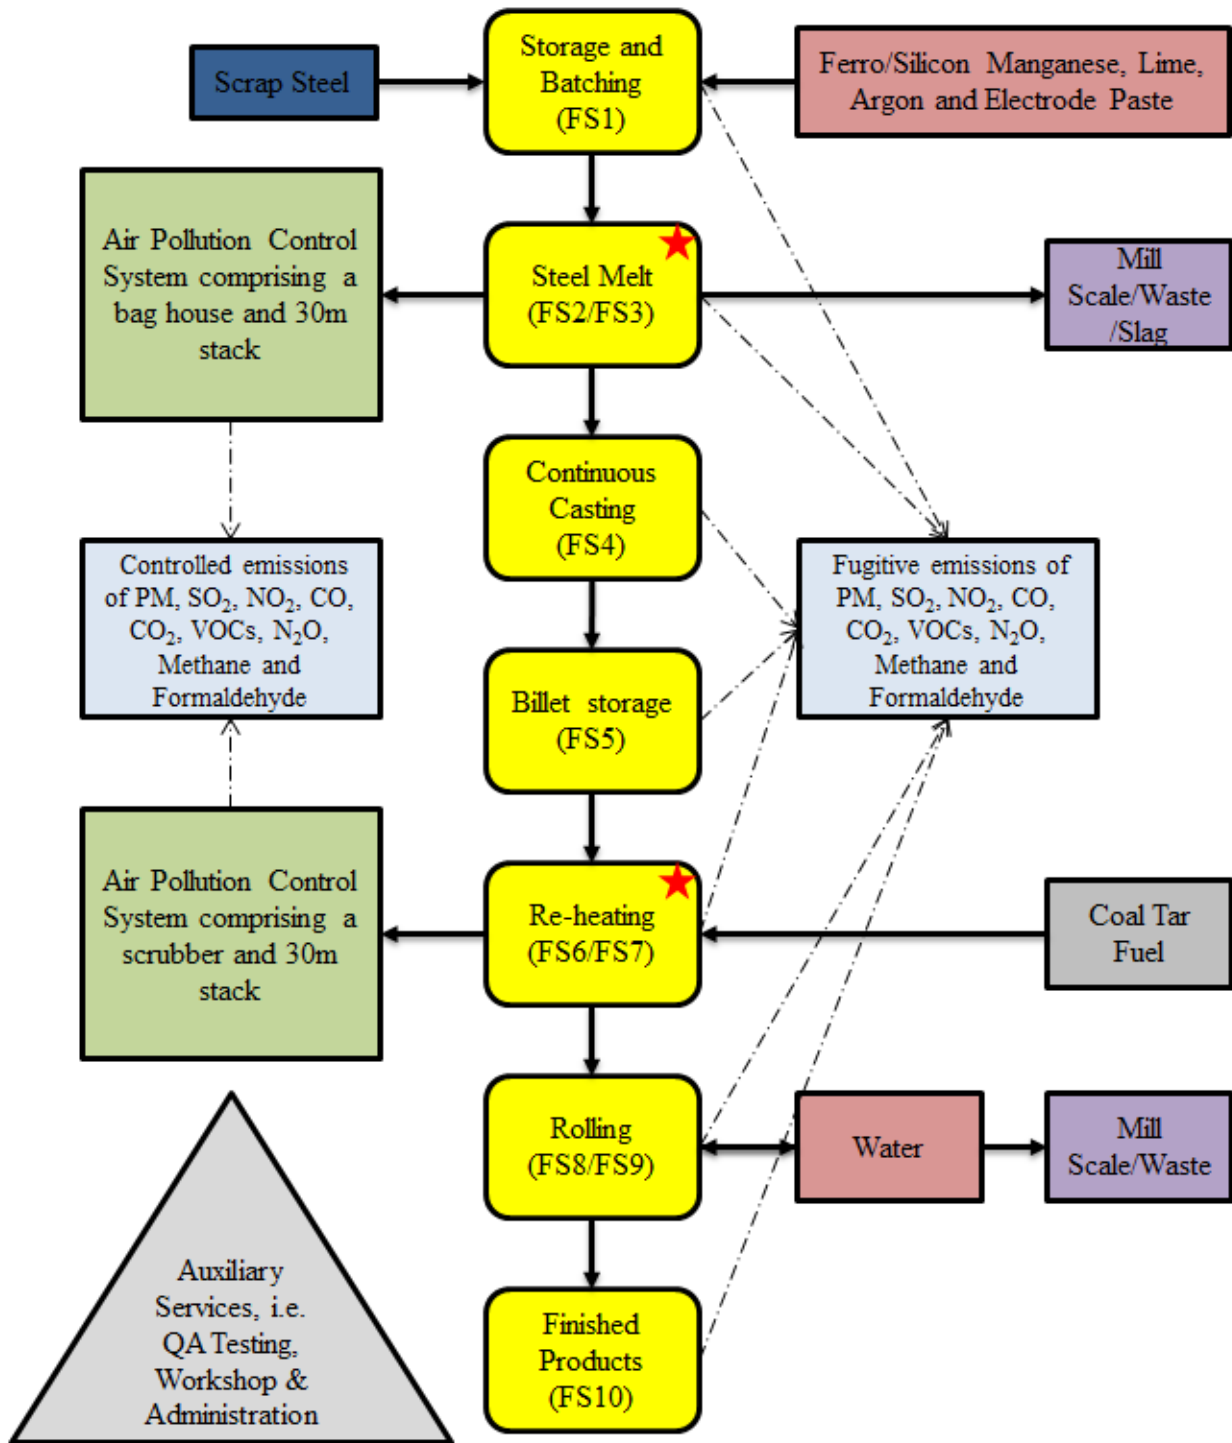 Scrap Steel
Storage and
Batching
(FS1)
Ferro/Silicon Manganese, Lime,
Argon and Electrode Paste
Air Pollution Control
System comprising a
bag house and 30m
stack
Steel Melt
(FS2/FS3)
Mill
Scale/Waste
/Slag
Continuous
Casting
(FS4)
Controlled emissions
of PM, SO₂, NO₂, CO,
CO₂, VOCs, N₂O,
Methane and
Formaldehyde
Fugitive emissions of
PM, SO₂, NO₂, CO,
CO₂, VOCs, N₂O,
Methane and
Formaldehyde
Billet storage
(FS5)
Air Pollution Control
System comprising a
scrubber and 30m
stack
Re-heating
(FS6/FS7)
Coal Tar
Fuel
Rolling
(FS8/FS9)
Water
Mill
Scale/Waste
Auxiliary
Services, i.e.
QA Testing,
Workshop &
Administration
Finished
Products
(FS10)